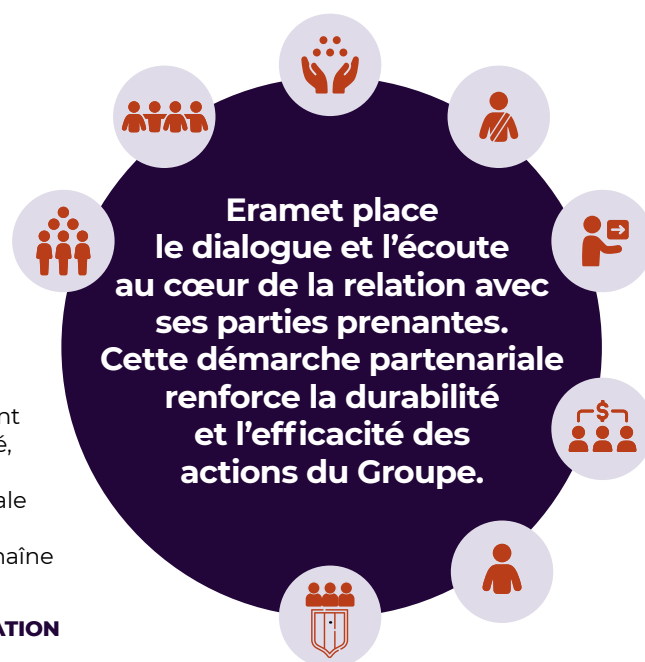 Eramet place
le dialogue et l’écoute
au cœur de la relation avec
ses parties prenantes.
Cette démarche partenariale
renforce la durabilité
et l’efficacité des
actions du Groupe.